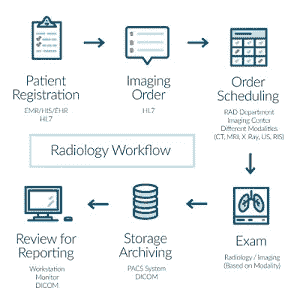 Patient
Registration
EMR/HIS/EHR
HL7
Imaging
Order
HL7
Order
Scheduling
RAD Department
Imaging Center
Different Modalities
(CT, MRI, X Ray, US, RIS)
Radiology Workflow
Review for
Reporting
Workstation
Monitor
DICOM
Storage
Archiving
PACS System
DICOM
Exam
Radiology / Imaging
(Based on Modality)